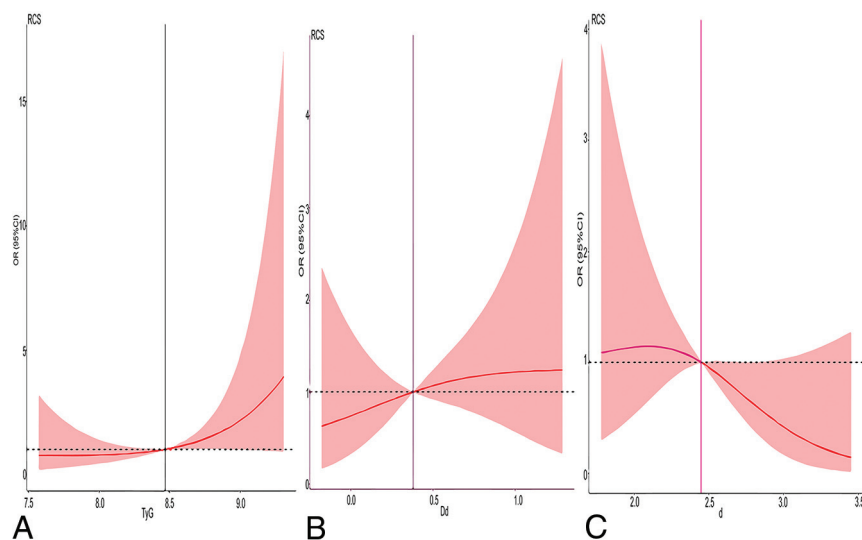 RCS
15
10
5
0
OR (95%CI)
7.5 8.0 8.5 9.0
TyG
A
RCS
4
3
2
1
0
OR (95%CI)
0.0 0.5 1.0
Dd
B
RCS
4
3
2
1
0
OR (95%CI)
2.0 2.5 3.0 3.5
d
C